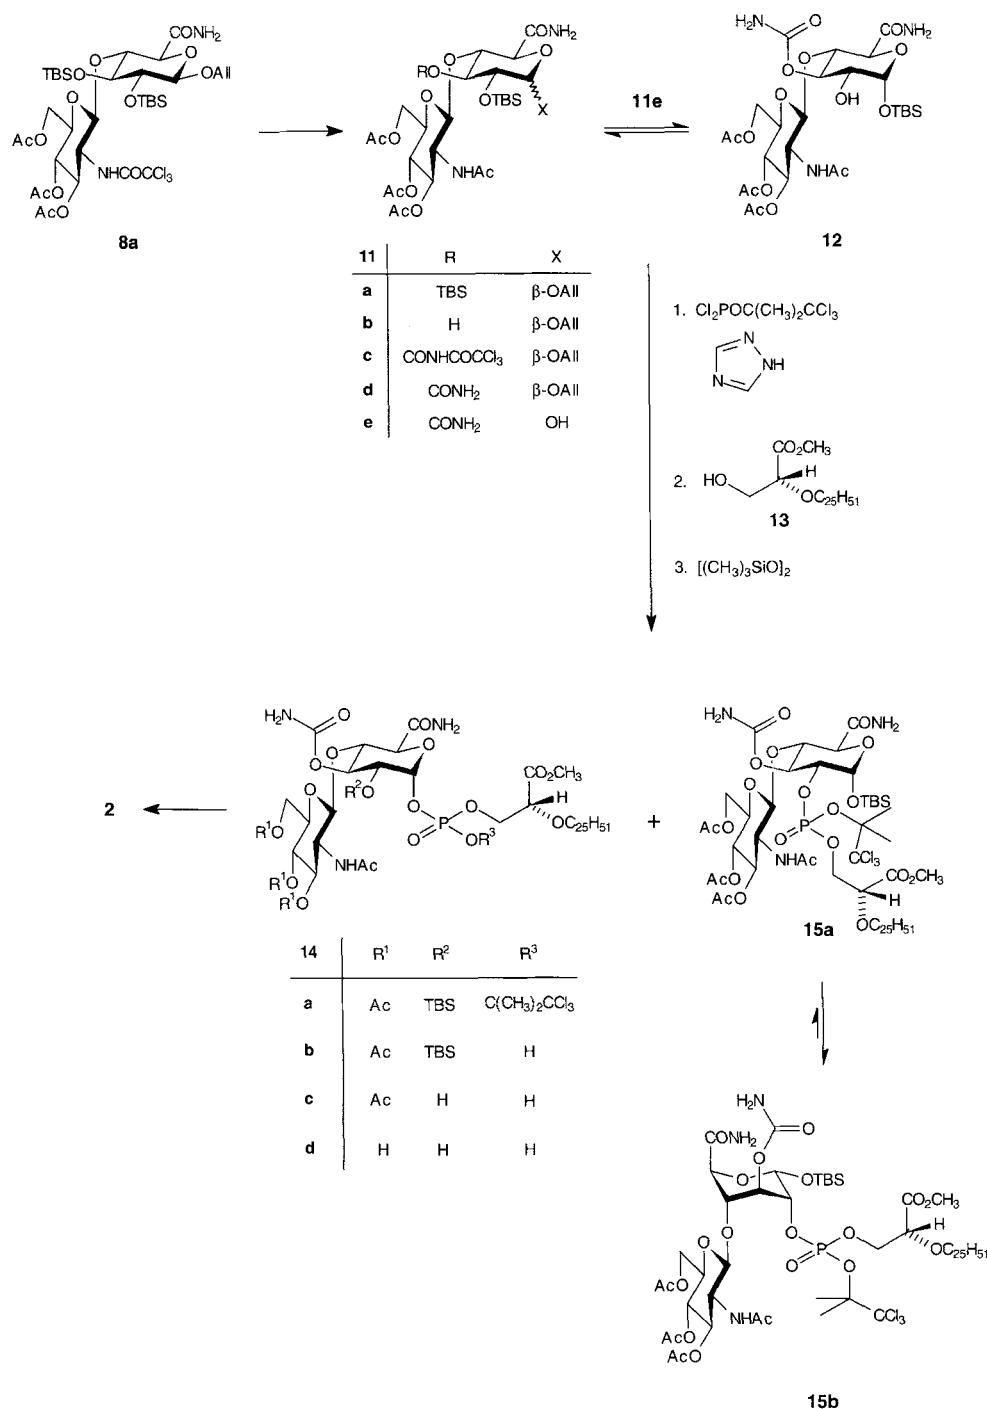 CONH₂
O
O
TBSO
OAll
OTBS
O
AcO
NHCOCCl₃
AcO
AcO
8a
CONH₂
O
O
RO
OTBS
X
O
AcO
NHAc
AcO
AcO
11 R X
a TBS β-OAll
b H β-OAll
c CONHCOCCl₃ β-OAll
d CONH₂ β-OAll
e CONH₂ OH
11e
H₂N O
CONH₂
O
O
O
OH
OTBS
O
AcO
NHAc
AcO
AcO
12
1. Cl₂POC(CH₃)₂CCl₃
N
NH
N
CO₂CH₃
2. HO H
OC₂₅H₅₁
13
3. [(CH₃)₃SiO]₂
2
H₂N O
CONH₂
O
O
O
R²O
O
CO₂CH₃
O
H
O P
OC₂₅H₅₁
OR³
O
R¹O
NHAc
R¹O
R¹O
14 R¹ R² R³
a Ac TBS C(CH₃)₂CCl₃
b Ac TBS H
c Ac H H
d H H H
+
H₂N O
CONH₂
O
O
O
O
OTBS
O
O P
O
CCl₃
O
AcO
NHAc
AcO
AcO
CO₂CH₃
H
OC₂₅H₅₁
15a
H₂N
O
CONH₂
O
O
OTBS
CO₂CH₃
O
O
H
O
P
OC₂₅H₅₁
O
O
CCl₃
O
AcO
NHAc
AcO
AcO
15b